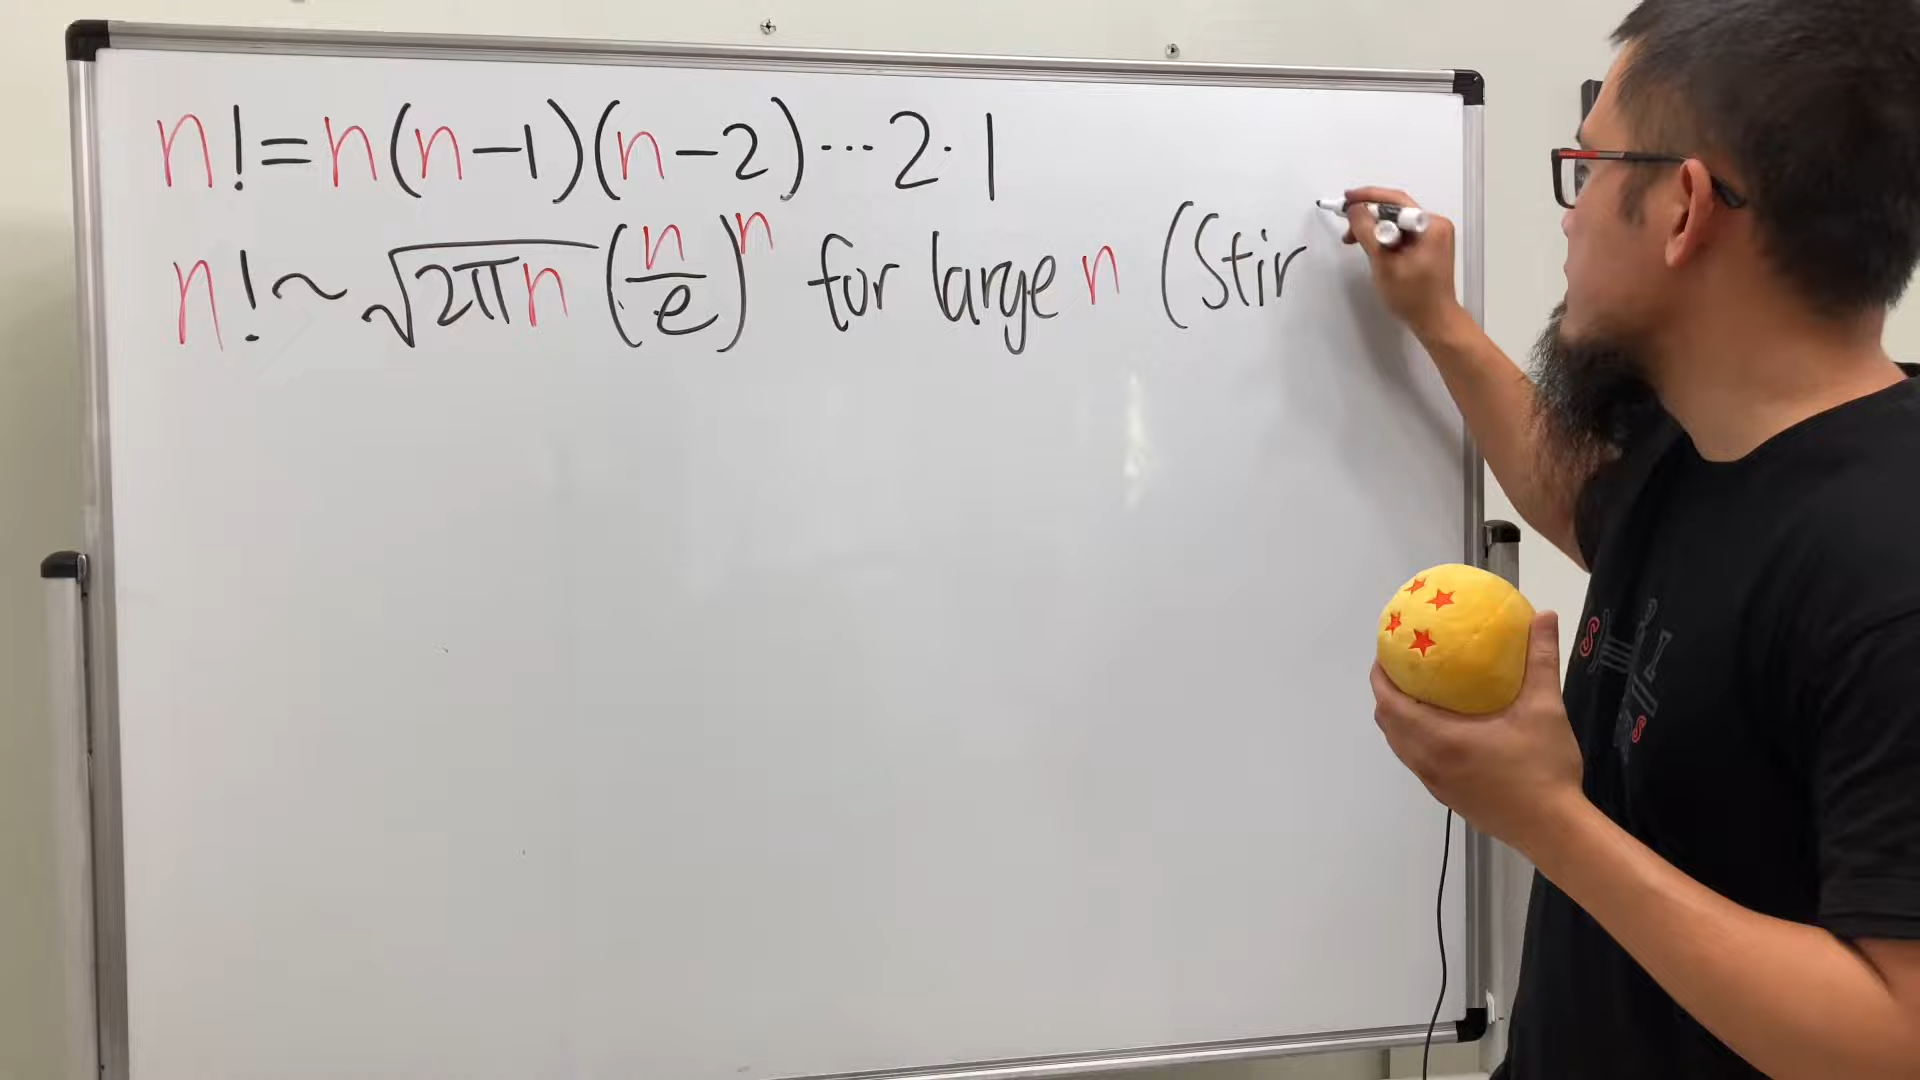 n! = n(n-1)(n-2)⋯2·1
n! ~ √(2πn) (n/e)^n for large n (Stir